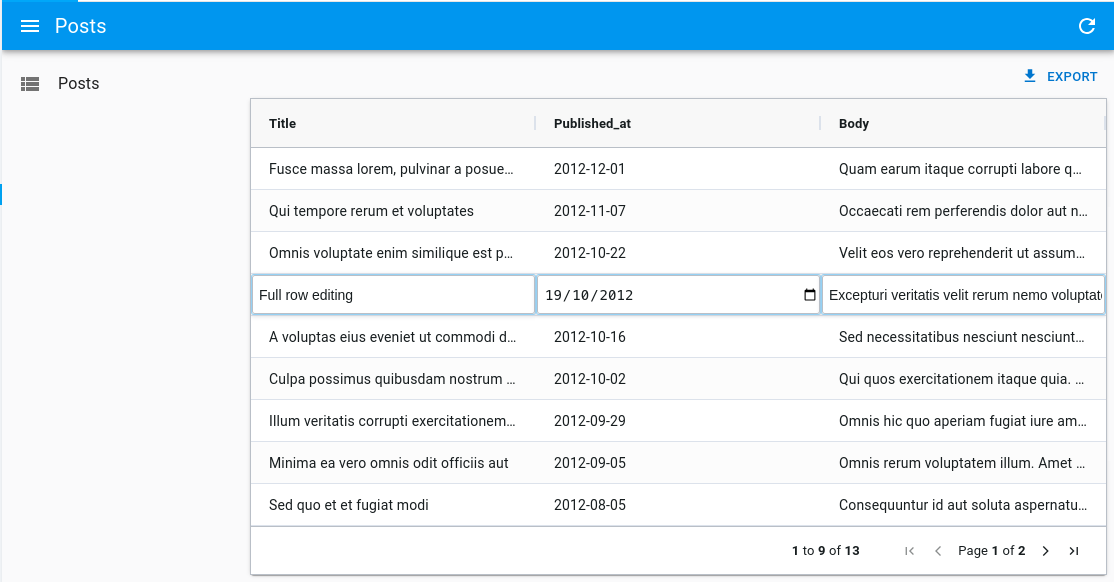 Posts
Posts
EXPORT
Title Published_at Body
Fusce massa lorem, pulvinar a posue… 2012-12-01 Quam earum itaque corrupti labore q…
Qui tempore rerum et voluptates 2012-11-07 Occaecati rem perferendis dolor aut n…
Omnis voluptate enim similique est p… 2012-10-22 Velit eos vero reprehenderit ut assum…
Full row editing 19/10/2012 Excepturi veritatis velit rerum nemo voluptat
A voluptas eius eveniet ut commodi d… 2012-10-16 Sed necessitatibus nesciunt nesciunt…
Culpa possimus quibusdam nostrum … 2012-10-02 Qui quos exercitationem itaque quia. …
Illum veritatis corrupti exercitationem… 2012-09-29 Omnis hic quo aperiam fugiat iure am…
Minima ea vero omnis odit officiis aut 2012-09-05 Omnis rerum voluptatem illum. Amet …
Sed quo et et fugiat modi 2012-08-05 Consequuntur id aut soluta aspernatu…
1 to 9 of 13 Page 1 of 2